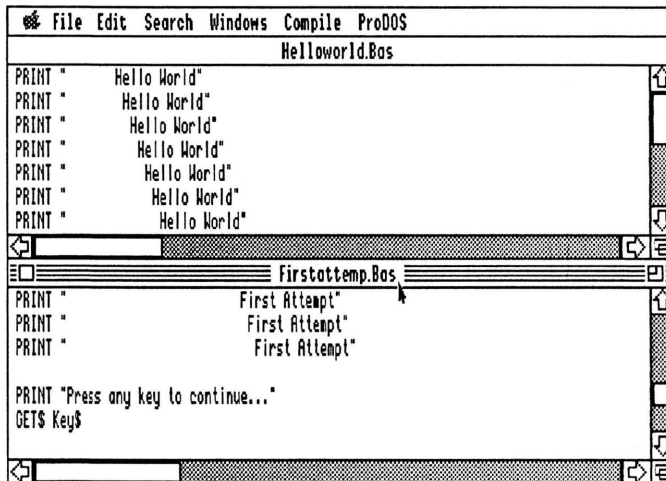 File Edit Search Windows Compile ProDOS
Helloworld.Bas
PRINT "       Hello World"
PRINT "        Hello World"
PRINT "         Hello World"
PRINT "          Hello World"
PRINT "           Hello World"
PRINT "            Hello World"
PRINT "             Hello World"
Firstattemp.Bas
PRINT "                         First Attempt"
PRINT "                          First Attempt"
PRINT "                           First Attempt"
PRINT "Press any key to continue..."
GET$ Key$